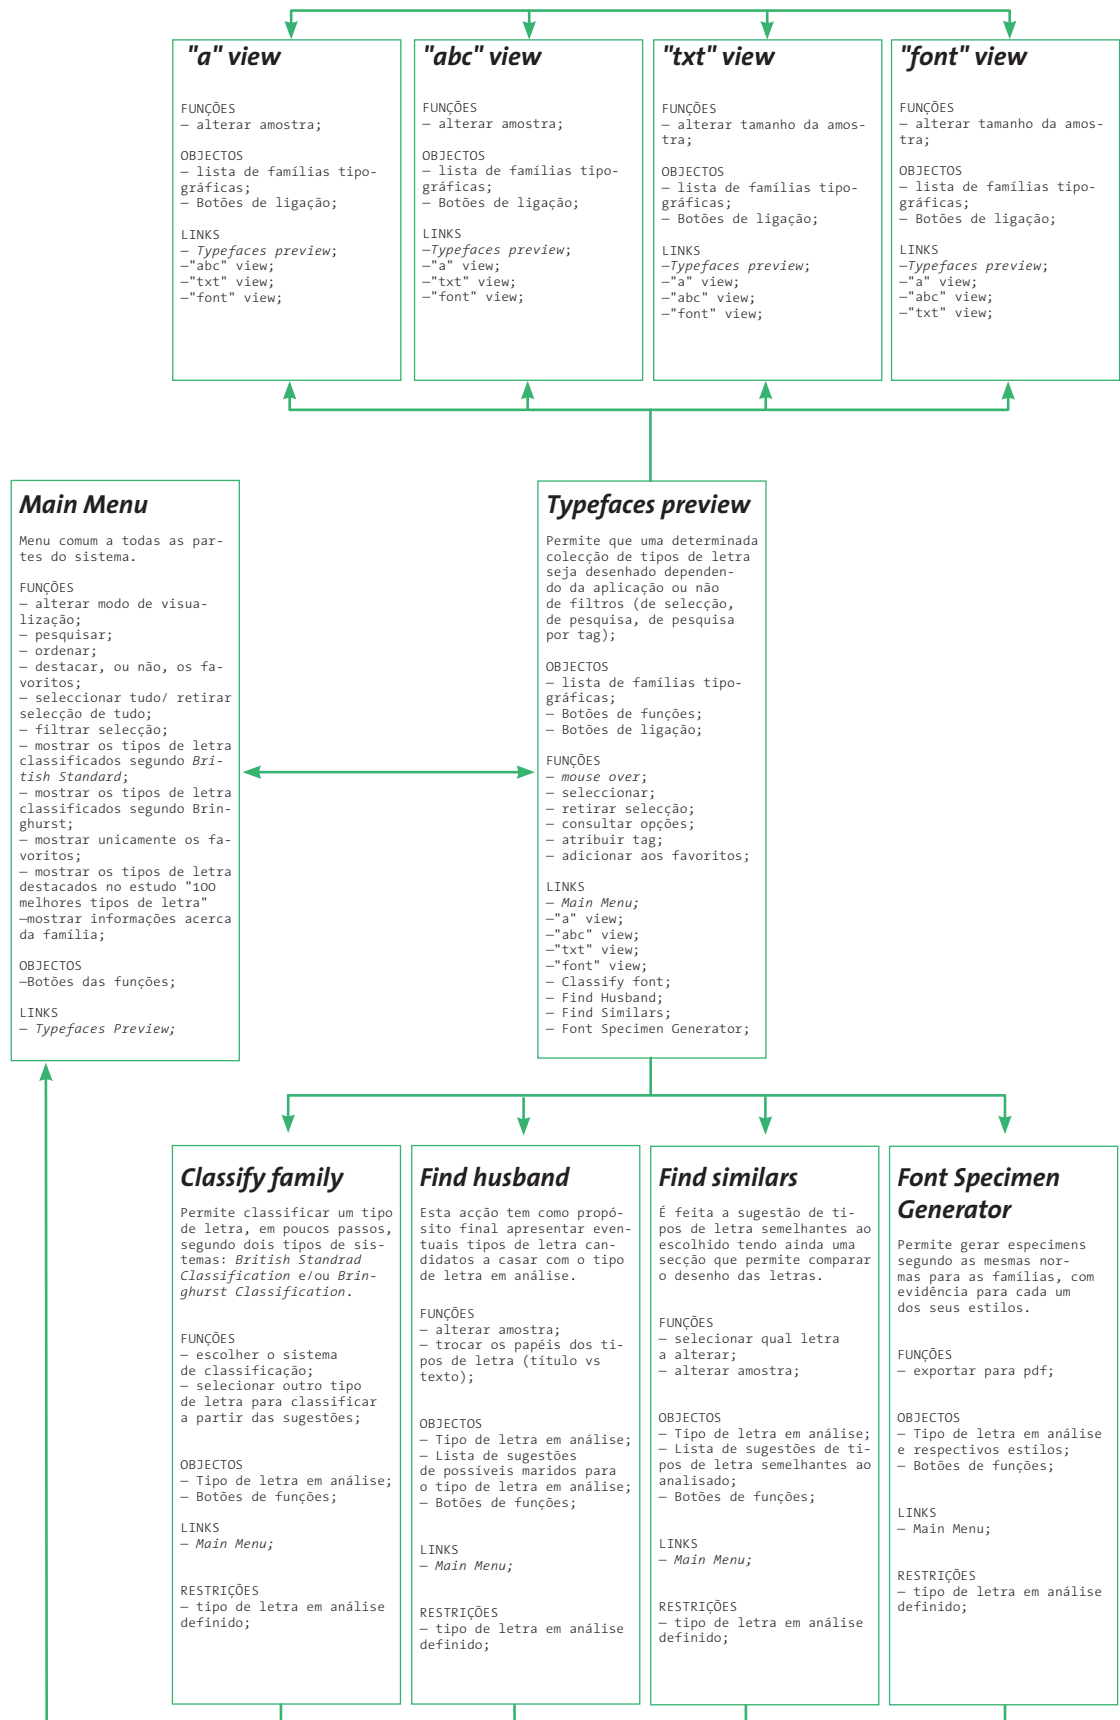 "a" view
FUNÇÕES
— alterar amostra;
OBJECTOS
— lista de famílias tipo-
gráficas;
— Botões de ligação;
LINKS
— Typefaces preview;
—"abc" view;
—"txt" view;
—"font" view;
"abc" view
FUNÇÕES
— alterar amostra;
OBJECTOS
— lista de famílias tipo-
gráficas;
— Botões de ligação;
LINKS
—Typefaces preview;
—"a" view;
—"txt" view;
—"font" view;
"txt" view
FUNÇÕES
— alterar tamanho da amos-
tra;
OBJECTOS
— lista de famílias tipo-
gráficas;
— Botões de ligação;
LINKS
—Typefaces preview;
—"a" view;
—"abc" view;
—"font" view;
"font" view
FUNÇÕES
— alterar tamanho da amos-
tra;
OBJECTOS
— lista de famílias tipo-
gráficas;
— Botões de ligação;
LINKS
—Typefaces preview;
—"a" view;
—"abc" view;
—"txt" view;
Main Menu
Menu comum a todas as par-
tes do sistema.
FUNÇÕES
— alterar modo de visua-
lização;
— pesquisar;
— ordenar;
— destacar, ou não, os fa-
voritos;
— seleccionar tudo/ retirar
selecção de tudo;
— filtrar selecção;
— mostrar os tipos de letra
classificados segundo Bri-
tish Standard;
— mostrar os tipos de letra
classificados segundo Brin-
ghurst;
— mostrar unicamente os fa-
voritos;
— mostrar os tipos de letra
destacados no estudo "100
melhores tipos de letra"
—mostrar informações acerca
da família;
OBJECTOS
—Botões das funções;
LINKS
— Typefaces Preview;
Typefaces preview
Permite que uma determinada
colecção de tipos de letra
seja desenhado dependen-
do da aplicação ou não
de filtros (de selecção,
de pesquisa, de pesquisa
por tag);
OBJECTOS
— lista de famílias tipo-
gráficas;
— Botões de funções;
— Botões de ligação;
FUNÇÕES
— mouse over;
— seleccionar;
— retirar selecção;
— consultar opções;
— atribuir tag;
— adicionar aos favoritos;
LINKS
— Main Menu;
—"a" view;
—"abc" view;
—"txt" view;
—"font" view;
— Classify font;
— Find Husband;
— Find Similars;
— Font Specimen Generator;
Classify family
Permite classificar um tipo
de letra, em poucos passos,
segundo dois tipos de sis-
temas: British Standrad
Classification e/ou Brin-
ghurst Classification.
FUNÇÕES
— escolher o sistema
de classificação;
— selecionar outro tipo
de letra para classificar
a partir das sugestões;
OBJECTOS
— Tipo de letra em análise;
— Botões de funções;
LINKS
— Main Menu;
RESTRIÇÕES
— tipo de letra em análise
definido;
Find husband
Esta acção tem como propó-
sito final apresentar even-
tuais tipos de letra can-
didatos a casar com o tipo
de letra em análise.
FUNÇÕES
— alterar amostra;
— trocar os papéis dos ti-
pos de letra (título vs
texto);
OBJECTOS
— Tipo de letra em análise;
— Lista de sugestões
de possíveis maridos para
o tipo de letra em análise;
— Botões de funções;
LINKS
— Main Menu;
RESTRIÇÕES
— tipo de letra em análise
definido;
Find similars
É feita a sugestão de ti-
pos de letra semelhantes ao
escolhido tendo ainda uma
secção que permite comparar
o desenho das letras.
FUNÇÕES
— selecionar qual letra
a alterar;
— alterar amostra;
OBJECTOS
— Tipo de letra em análise;
— Lista de sugestões de ti-
pos de letra semelhantes ao
analisado;
— Botões de funções;
LINKS
— Main Menu;
RESTRIÇÕES
— tipo de letra em análise
definido;
Font Specimen
Generator
Permite gerar especimens
segundo as mesmas nor-
mas para as famílias, com
evidência para cada um
dos seus estilos.
FUNÇÕES
— exportar para pdf;
OBJECTOS
— Tipo de letra em análise
e respectivos estilos;
— Botões de funções;
LINKS
— Main Menu;
RESTRIÇÕES
— tipo de letra em análise
definido;